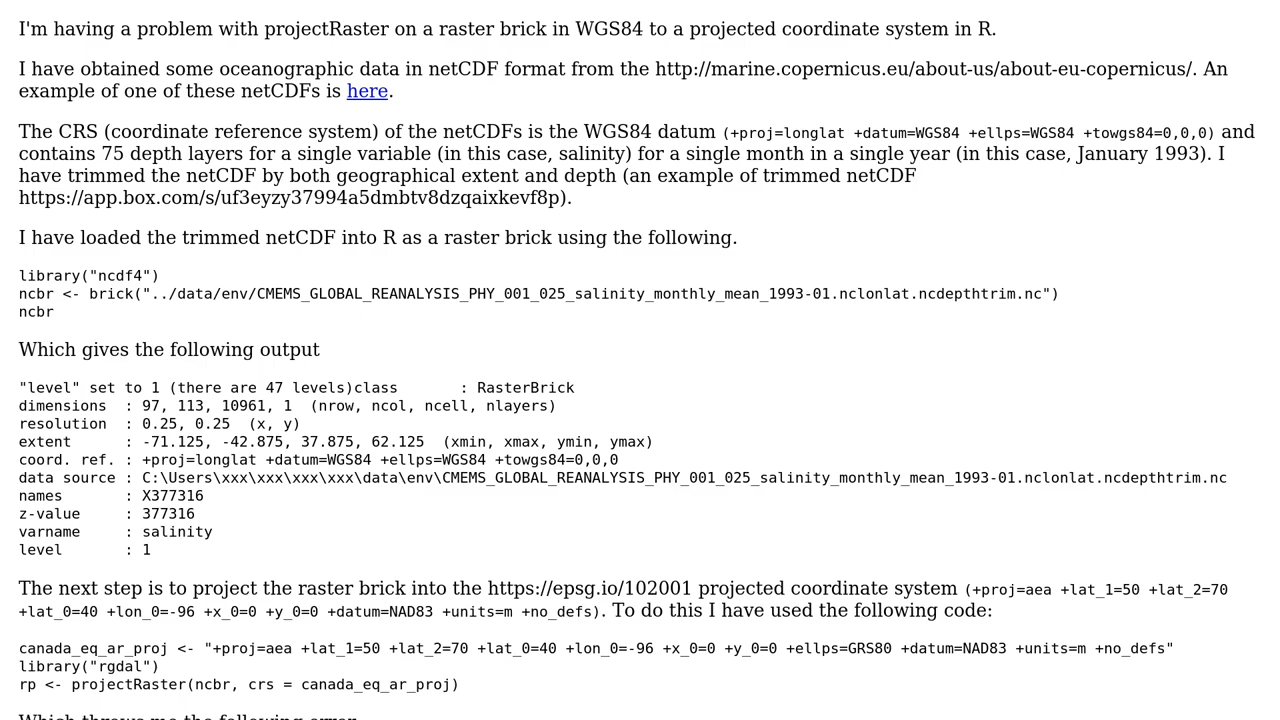 I'm having a problem with projectRaster on a raster brick in WGS84 to a projected coordinate system in R.
I have obtained some oceanographic data in netCDF format from the http://marine.copernicus.eu/about-us/about-eu-copernicus/. An
example of one of these netCDFs is here.
The CRS (coordinate reference system) of the netCDFs is the WGS84 datum (+proj=longlat +datum=WGS84 +ellps=WGS84 +towgs84=0,0,0) and
contains 75 depth layers for a single variable (in this case, salinity) for a single month in a single year (in this case, January 1993). I
have trimmed the netCDF by both geographical extent and depth (an example of trimmed netCDF
https://app.box.com/s/uf3eyzy37994a5dmbtv8dzqaixkevf8p).
I have loaded the trimmed netCDF into R as a raster brick using the following.
library("ncdf4")
ncbr <- brick("../data/env/CMEMS_GLOBAL_REANALYSIS_PHY_001_025_salinity_monthly_mean_1993-01.nclonlat.ncdepthtrim.nc")
ncbr
Which gives the following output
"level" set to 1 (there are 47 levels)class       : RasterBrick
dimensions  : 97, 113, 10961, 1  (nrow, ncol, ncell, nlayers)
resolution  : 0.25, 0.25  (x, y)
extent      : -71.125, -42.875, 37.875, 62.125  (xmin, xmax, ymin, ymax)
coord. ref. : +proj=longlat +datum=WGS84 +ellps=WGS84 +towgs84=0,0,0
data source : C:\Users\xxx\xxx\xxx\xxx\data\env\CMEMS_GLOBAL_REANALYSIS_PHY_001_025_salinity_monthly_mean_1993-01.nclonlat.ncdepthtrim.nc
names       : X377316
z-value     : 377316
varname     : salinity
level       : 1
The next step is to project the raster brick into the https://epsg.io/102001 projected coordinate system (+proj=aea +lat_1=50 +lat_2=70
+lat_0=40 +lon_0=-96 +x_0=0 +y_0=0 +datum=NAD83 +units=m +no_defs). To do this I have used the following code:
canada_eq_ar_proj <- "+proj=aea +lat_1=50 +lat_2=70 +lat_0=40 +lon_0=-96 +x_0=0 +y_0=0 +ellps=GRS80 +datum=NAD83 +units=m +no_defs"
library("rgdal")
rp <- projectRaster(ncbr, crs = canada_eq_ar_proj)
Which throws me the following error